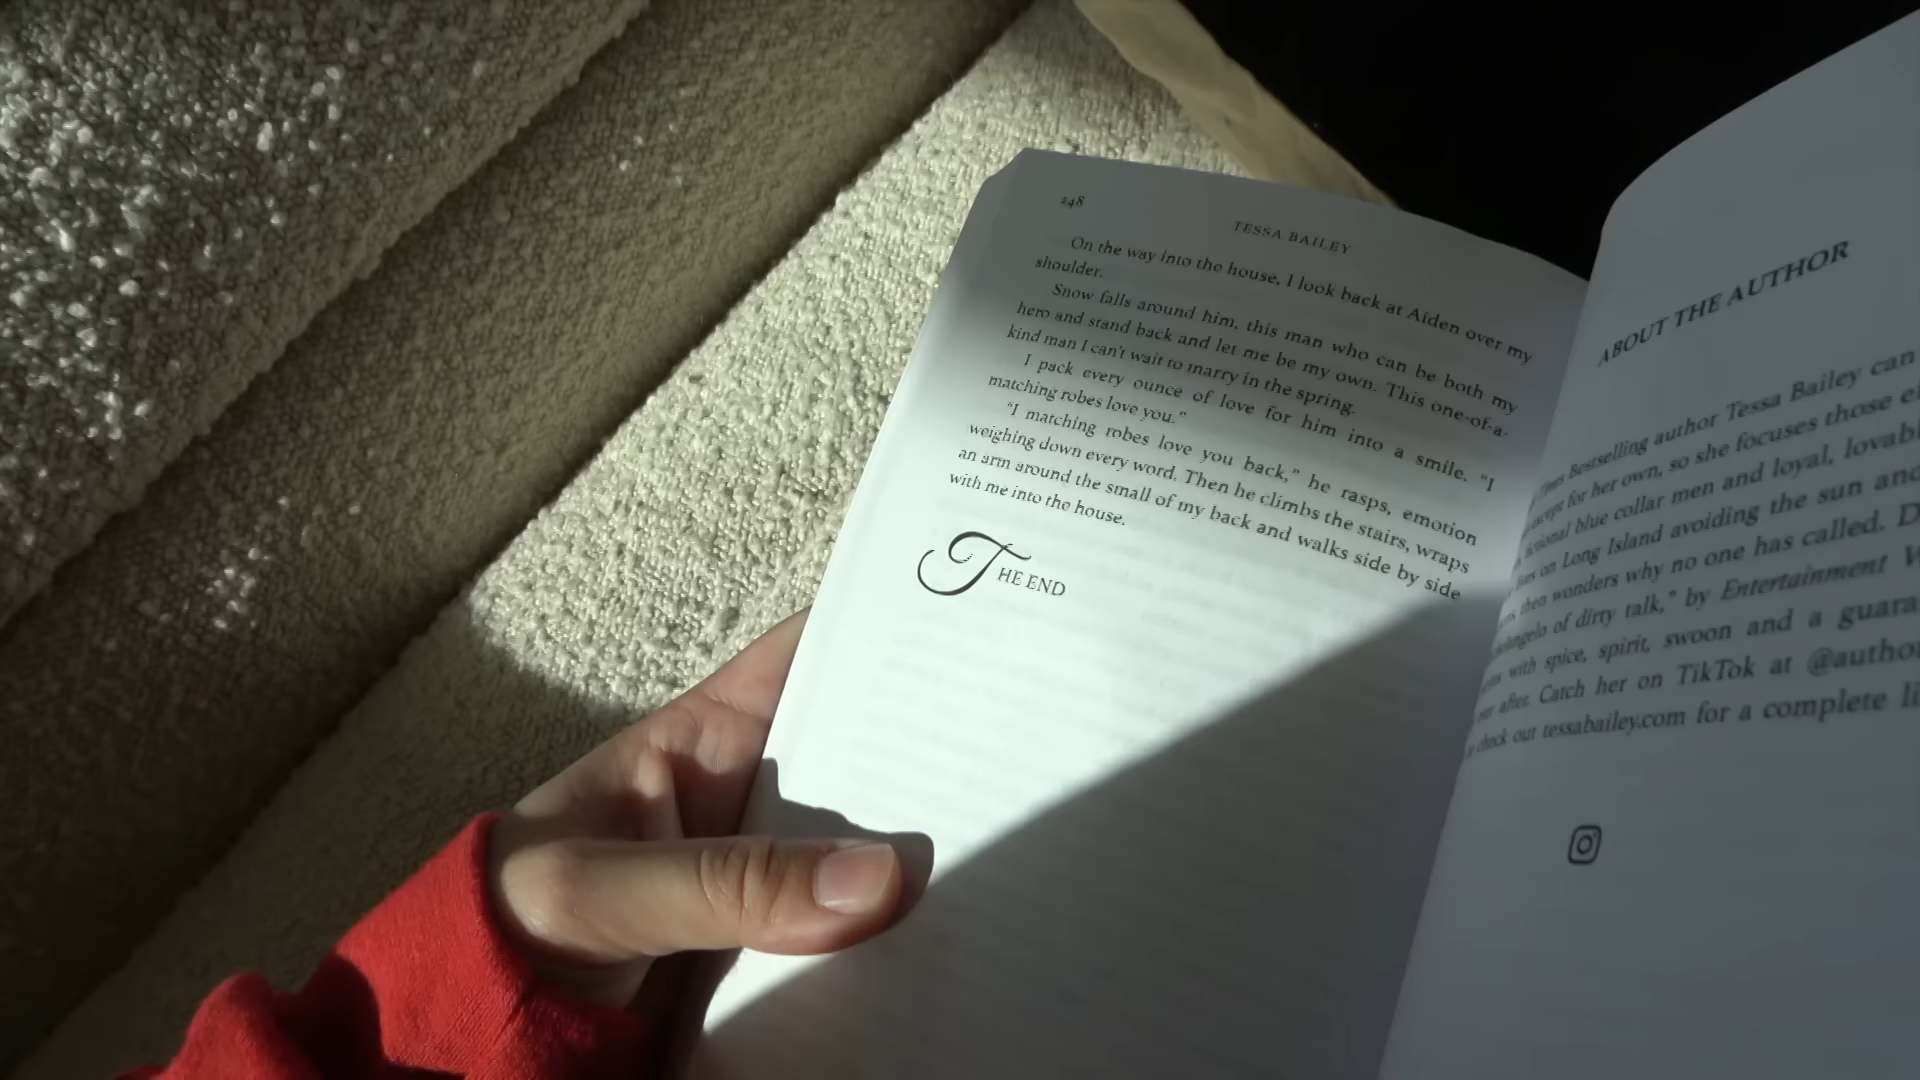 248
TESSA BAILEY
On the way into the house, I look back at Aiden over my
shoulder.
Snow falls around him, this man who can be both my
hero and stand back and let me be my own. This one-of-a-
kind man I can't wait to marry in the spring.
I pack every ounce of love for him into a smile. "I
matching robes love you."
"I matching robes love you back," he rasps, emotion
weighing down every word. Then he climbs the stairs, wraps
an arm around the small of my back and walks side by side
with me into the house.
THE END
ABOUT THE AUTHOR
Bestselling author Tessa Bailey can
for her own, so she focuses those
blue collar men and loyal,
on Long Island avoiding the sun and
then wonders why no one has called.
of dirty talk," by Entertainment
with spice, spirit, swoon and a
after. Catch her on TikTok at
check out tessabailey.com for a complete